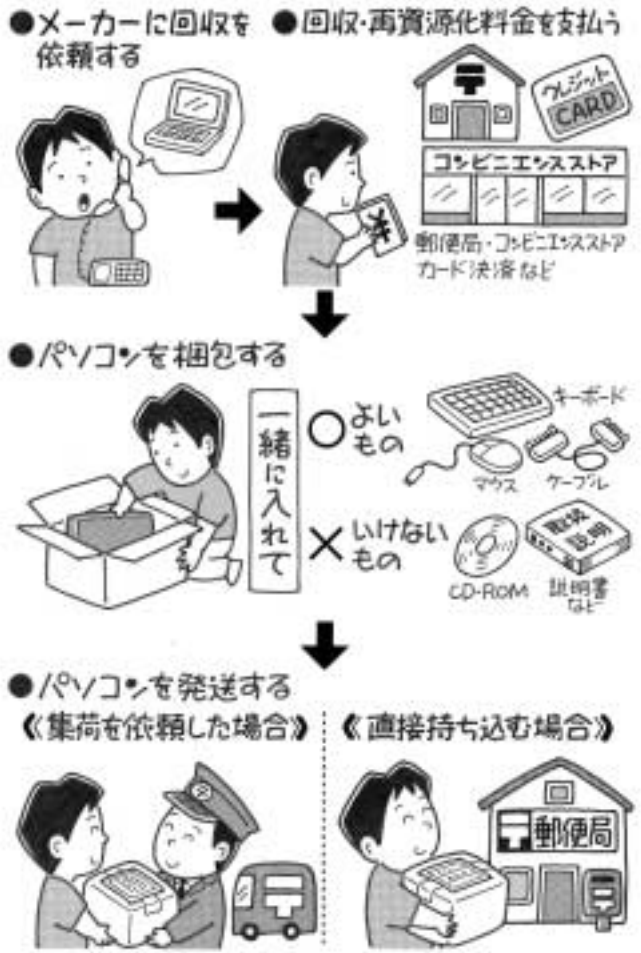 ●メーカーに回収を
依頼する
●回収・再資源化料金を支払う
〒
クレジット
CARD
コンビニエンスストア
¥
郵便局・コンビニエンスストア
カード決済など
●パソコンを梱包する
一緒に入れて
○よい
もの
キーボード
マウス
ケーブル
×いけない
もの
取扱
説明
CD-ROM
説明書
など
●パソコンを発送する
《集荷を依頼した場合》
〒
〒
《直接持ち込む場合》
〒郵便局
〒